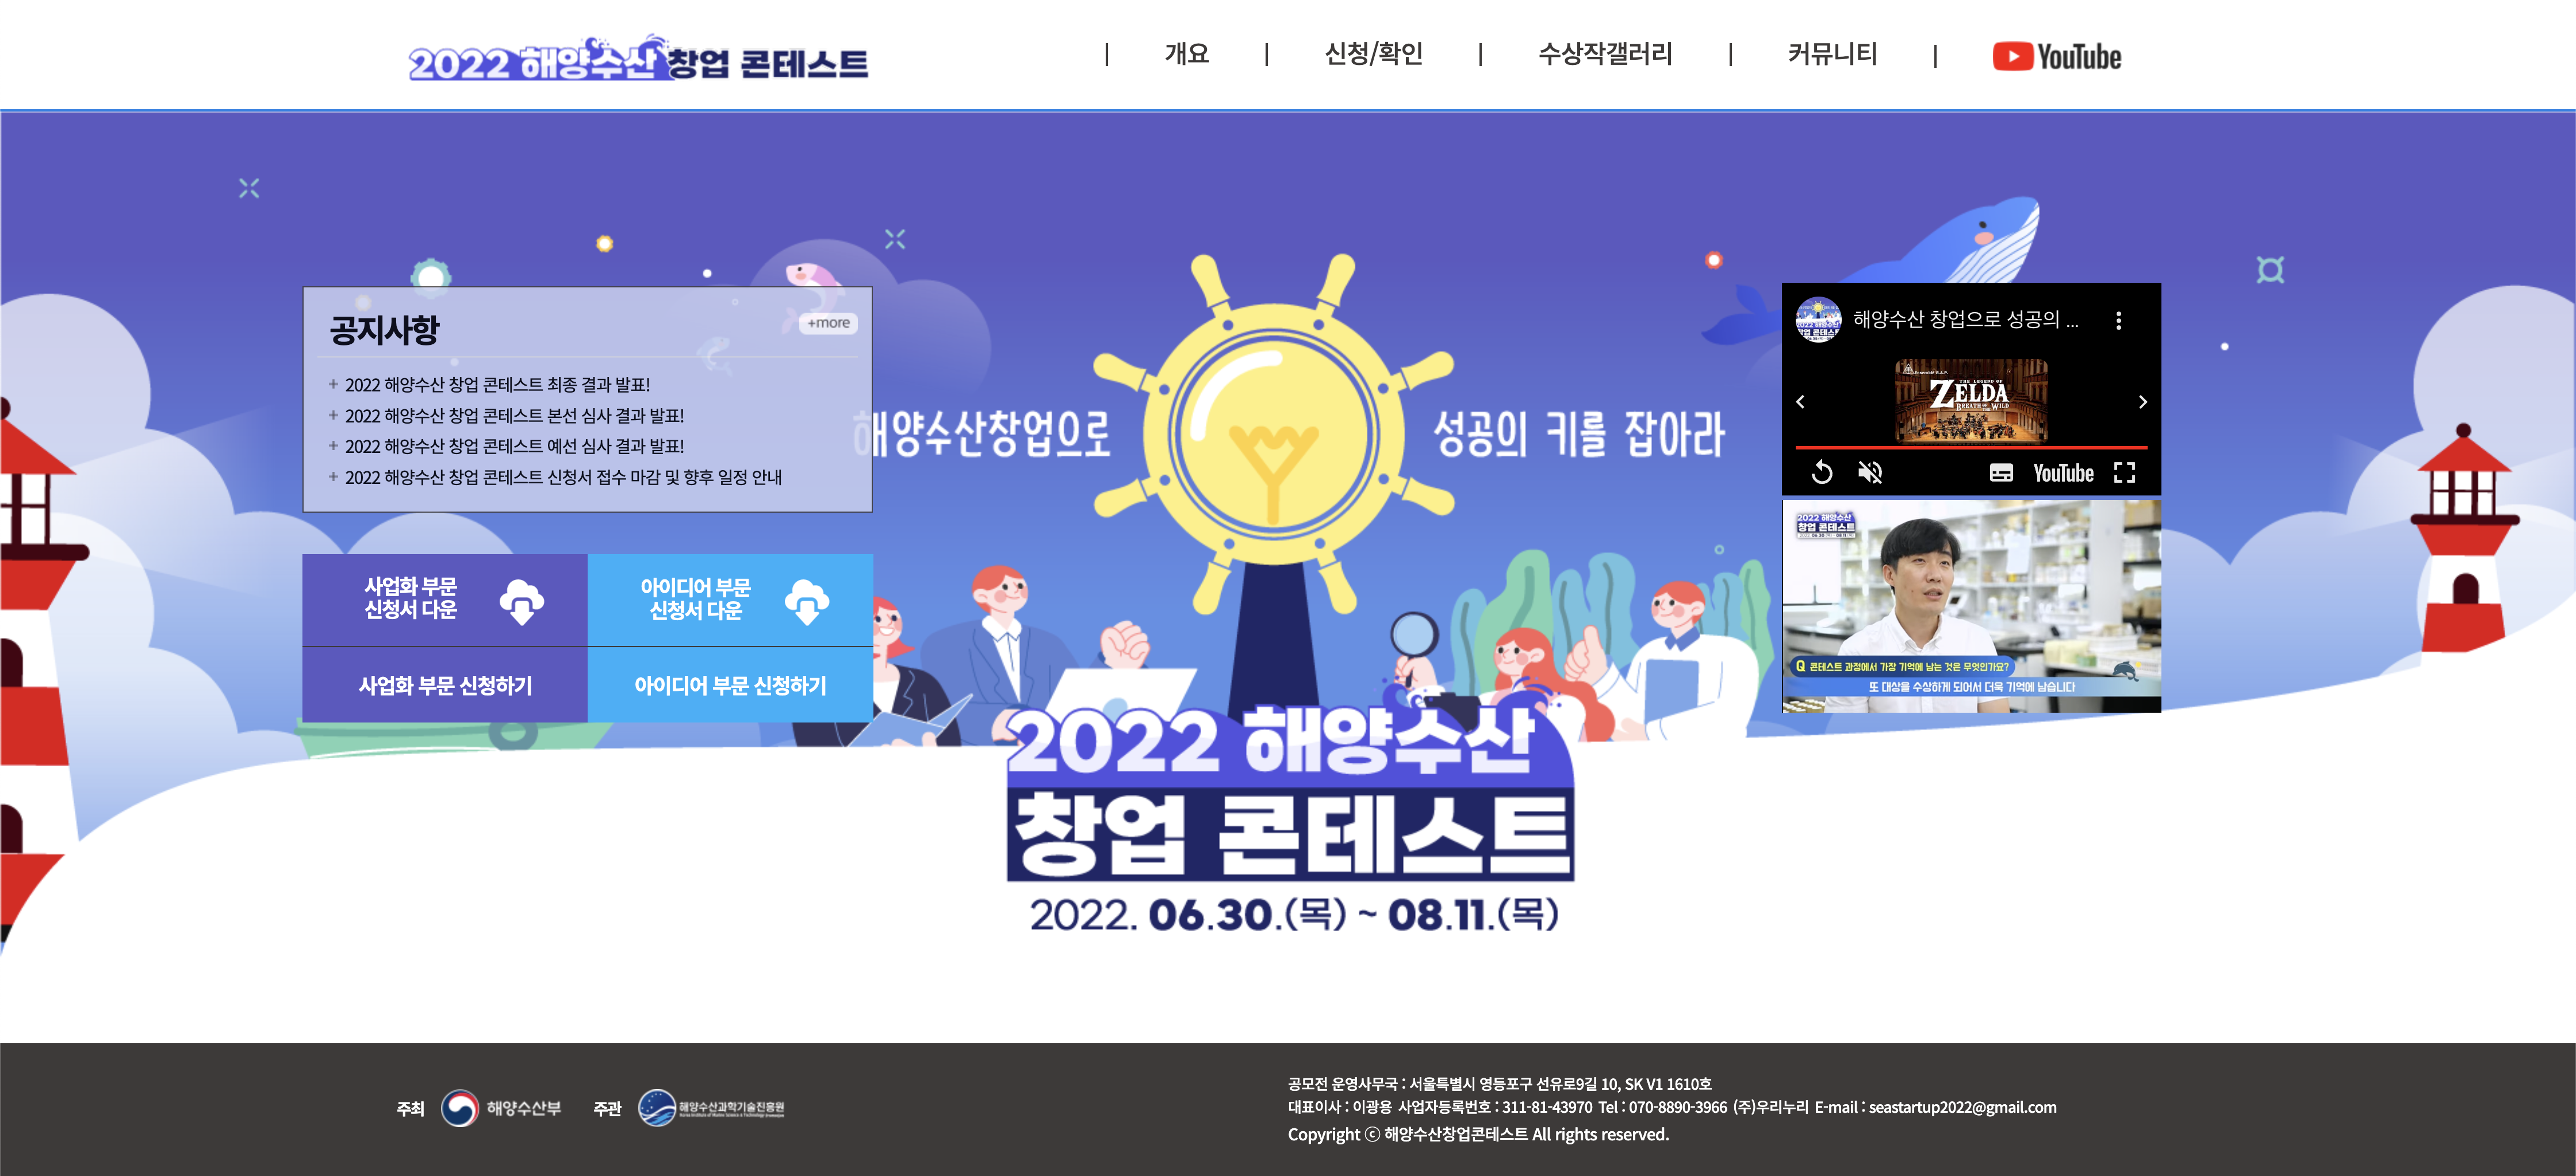 2022 해양수산 창업 콘테스트
개요
신청/확인
수상작갤러리
커뮤니티
YouTube
공지사항
+more
2022 해양수산 창업 콘테스트 최종 결과 발표!
2022 해양수산 창업 콘테스트 본선 심사 결과 발표!
2022 해양수산 창업 콘테스트 예선 심사 결과 발표!
2022 해양수산 창업 콘테스트 신청서 접수 마감 및 향후 일정 안내
사업화 부문
신청서 다운
아이디어 부문
신청서 다운
사업화 부문 신청하기
아이디어 부문 신청하기
해양수산창업으로
성공의 키를 잡아라
2022 해양수산
창업 콘테스트
2022. 06.30.(목) ~ 08.11.(목)
해양수산 창업으로 성공의 ...
THE LEGEND OF
ZELDA
BREATH OF THE WILD
YouTube
2022 해양수산
창업 콘테스트
Q 콘테스트 과정에서 가장 기억에 남는 것은 무엇인가요?
또 대상을 수상하게 되어서 더욱 기억에 남습니다
주최
해양수산부
주관
해양수산과학기술진흥원
공모전 운영사무국 : 서울특별시 영등포구 선유로9길 10, SK V1 1610호
대표이사 : 이광용 사업자등록번호 : 311-81-43970 Tel : 070-8890-3966 (주)우리누리 E-mail : seastartup2022@gmail.com
Copyright ⓒ 해양수산창업콘테스트 All rights reserved.